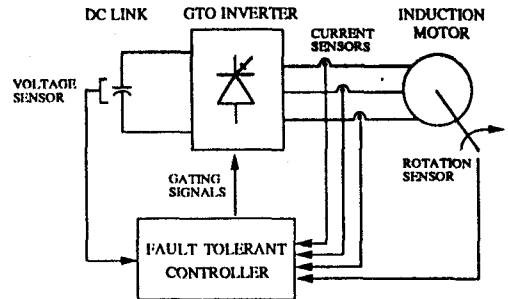 DC LINK
GTO INVERTER
CURRENT
SENSORS
INDUCTION
MOTOR
VOLTAGE
SENSOR
ROTATION
SENSOR
GATING
SIGNALS
FAULT TOLERANT
CONTROLLER